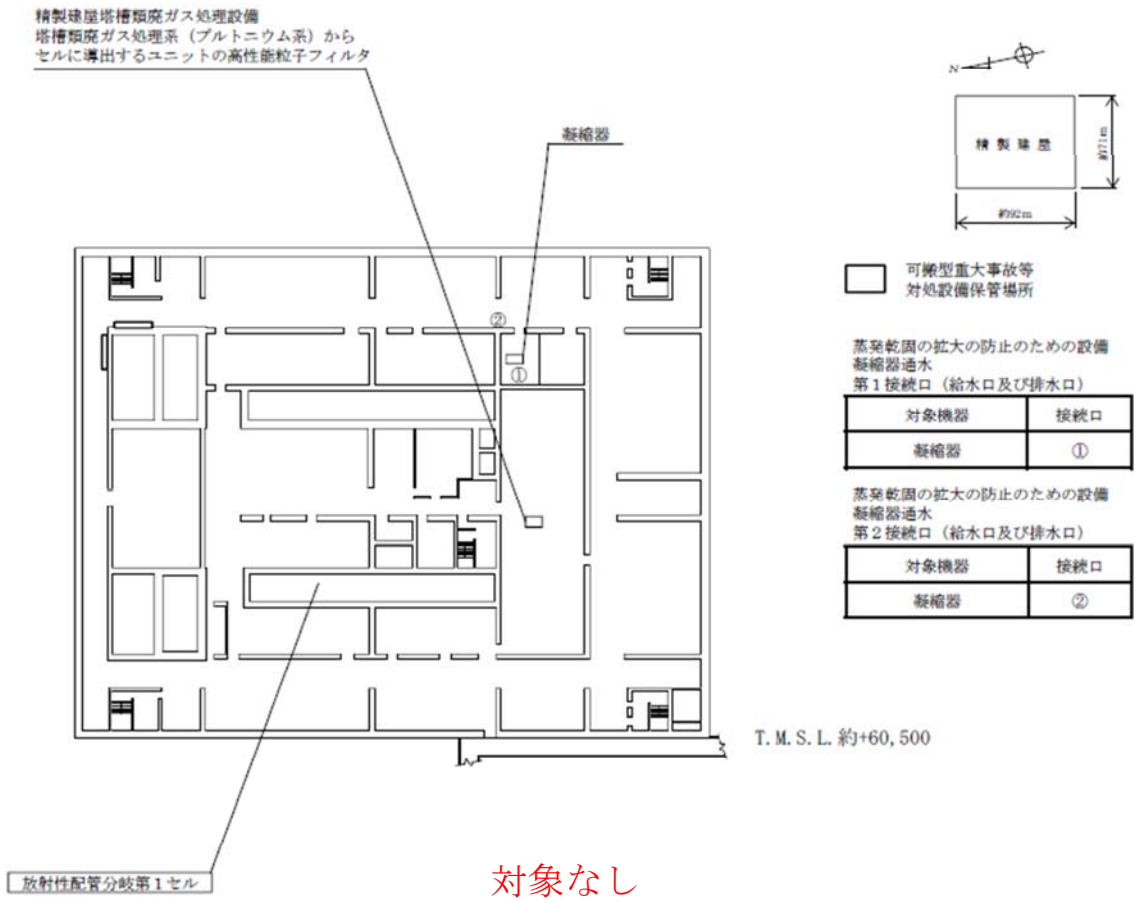 精製建屋塔槽類廃ガス処理設備
塔槽類廃ガス処理系（プルトニウム系）から
セルに導出するユニットの高性能粒子フィルタ
凝縮器
N
精製建屋
約71m
約92m
可搬型重大事故等
対処設備保管場所
②
①
蒸発乾固の拡大の防止のための設備
凝縮器通水
第1接続口（給水口及び排水口）
対象機器 接続口
凝縮器 ①
蒸発乾固の拡大の防止のための設備
凝縮器通水
第2接続口（給水口及び排水口）
対象機器 接続口
凝縮器 ②
T.M.S.L.約+60,500
放射性配管分岐第1セル
対象なし